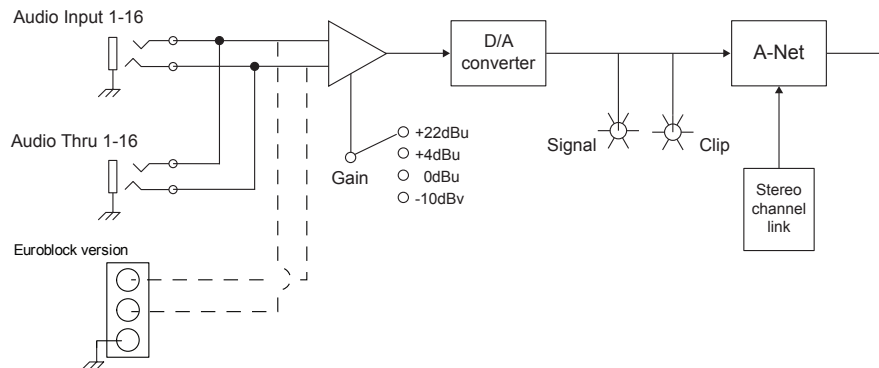 Audio Input 1-16
D/A
converter
A-Net
Audio Thru 1-16
+22dBu
+4dBu
0dBu
-10dBv
Gain
Signal
Clip
Stereo
channel
link
Euroblock version